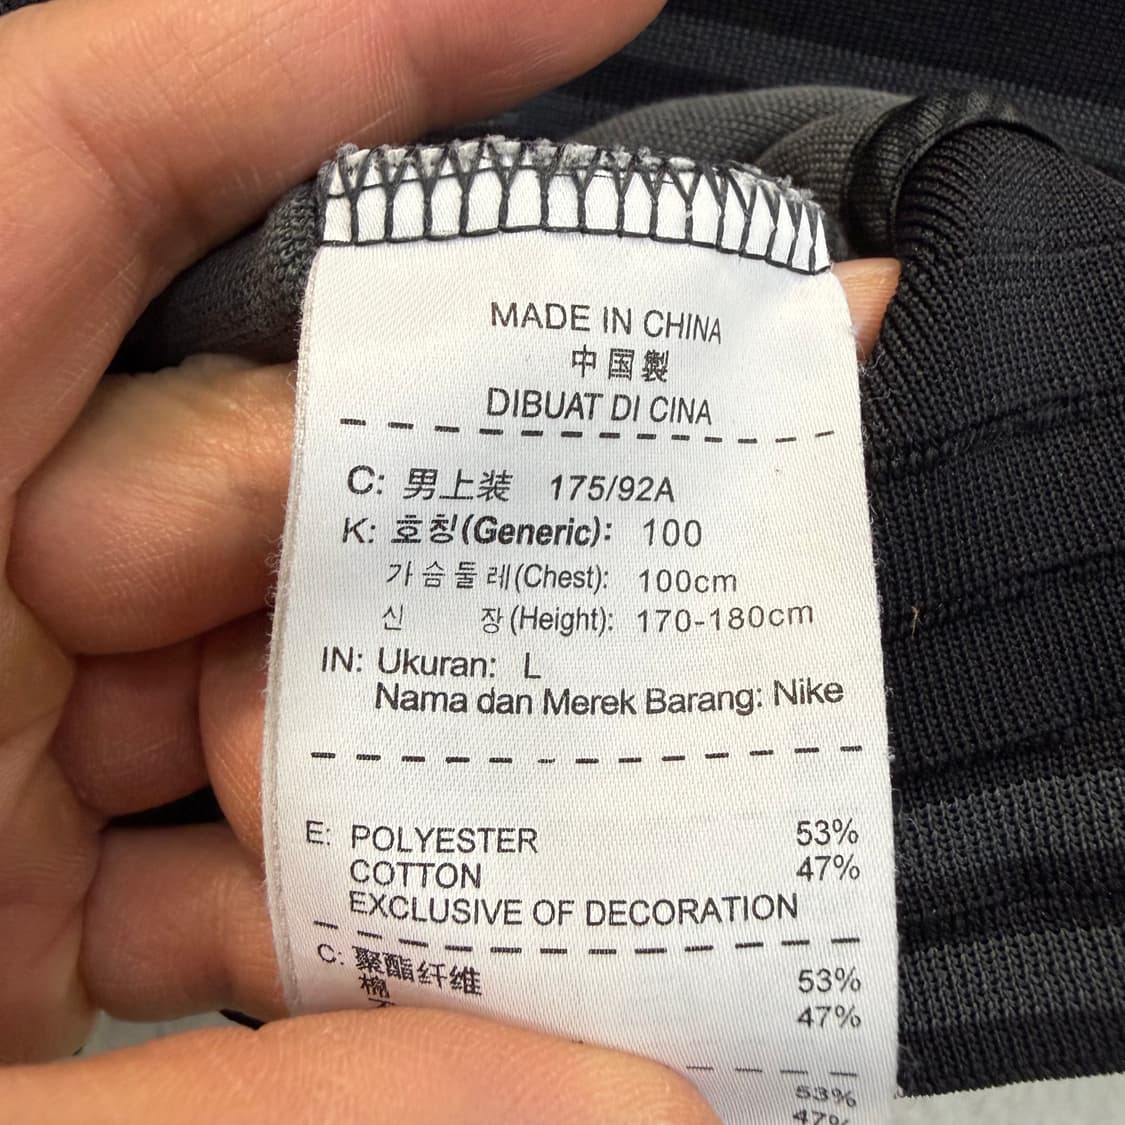 MADE IN CHINA
中国製
DIBUAT DI CINA
C: 男上装 175/92A
K: 호칭(Generic): 100
가슴둘레(Chest): 100cm
신 장(Height): 170-180cm
IN: Ukuran: L
Nama dan Merek Barang: Nike
E: POLYESTER 53%
COTTON 47%
EXCLUSIVE OF DECORATION
C: 聚酯纤维 53%
棉 47%
53%
47%